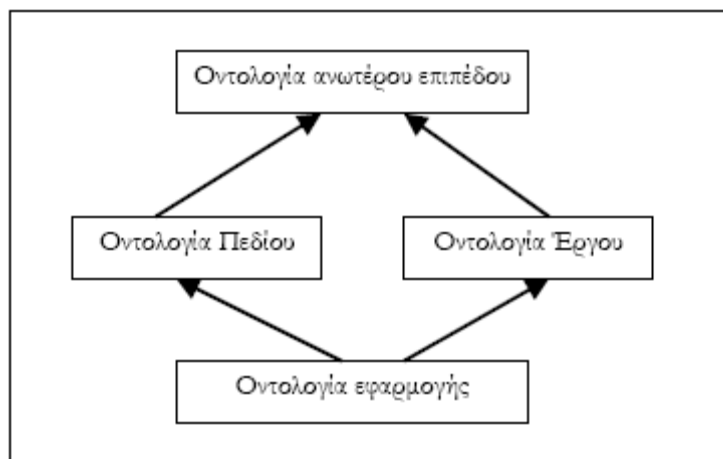 Οντολογία ανωτέρου επιπέδου
Οντολογία Πεδίου
Οντολογία Έργου
Οντολογία εφαρμογής